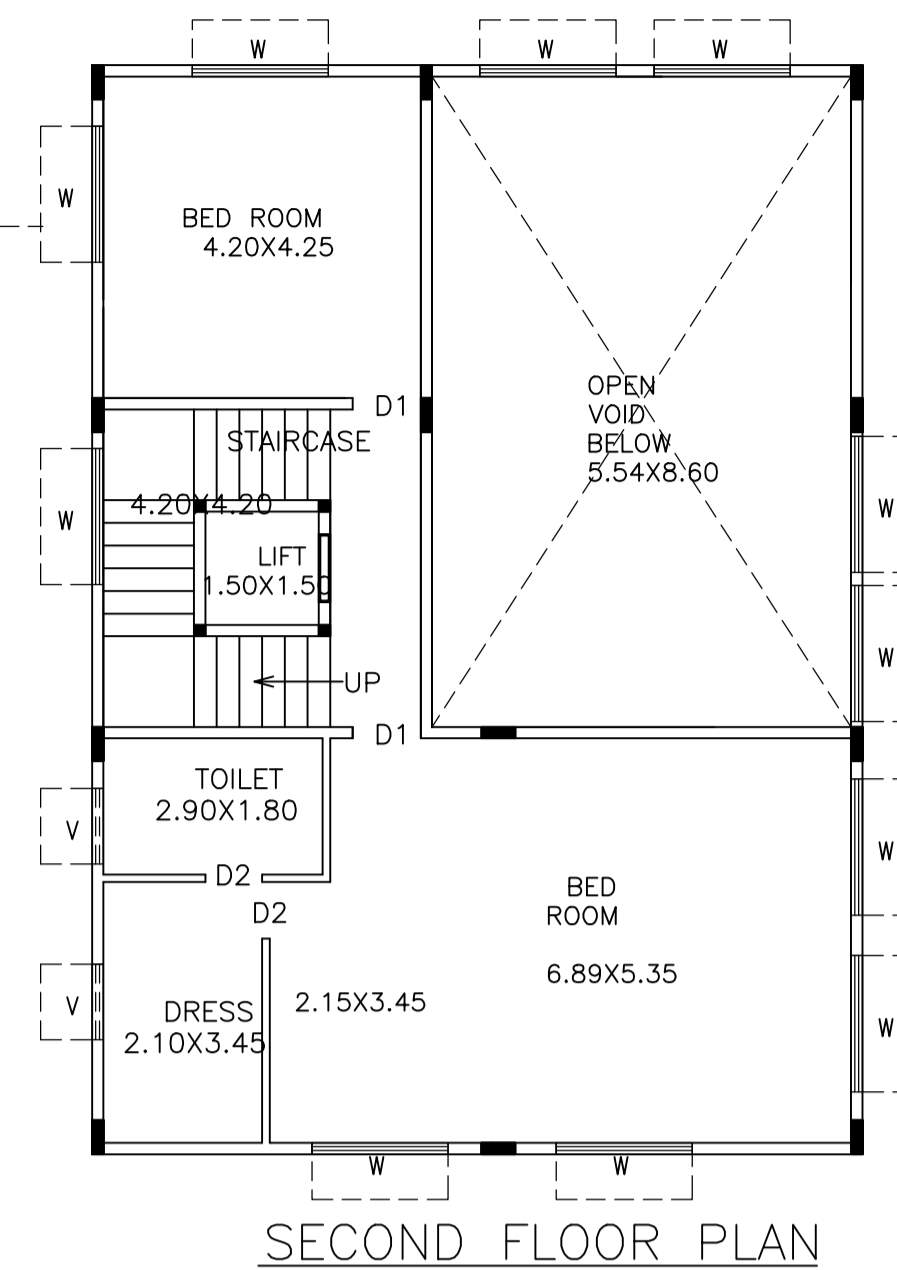 W
W
W
W
BED ROOM
4.20X4.25
OPEN
VOID
BELOW
5.54X8.60
D1
STAIRCASE
4.20X4.20
W
W
LIFT
1.50X1.50
W
UP
D1
TOILET
2.90X1.80
V
W
D2
BED
ROOM
D2
6.89X5.35
2.15X3.45
V
DRESS
2.10X3.45
W
W
W
SECOND FLOOR PLAN